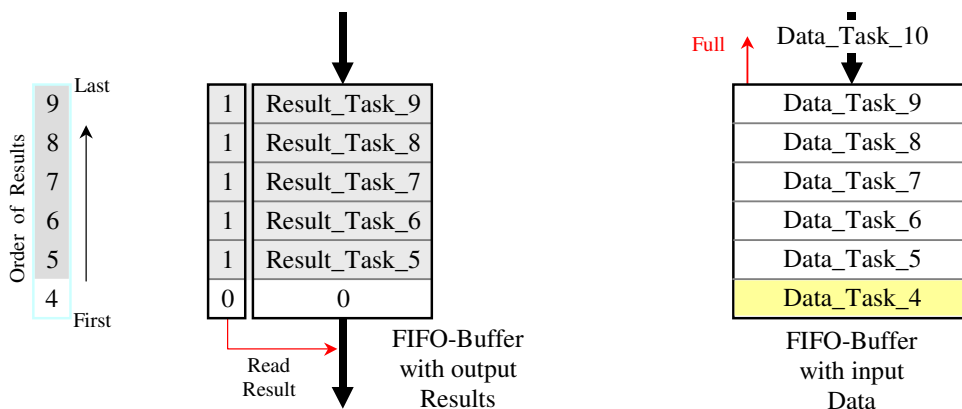 Order of Results
Last
9
8
7
6
5
4
First
1 Result_Task_9
1 Result_Task_8
1 Result_Task_7
1 Result_Task_6
1 Result_Task_5
0 0
Read
Result
FIFO-Buffer
with output
Results
Full
Data_Task_10
Data_Task_9
Data_Task_8
Data_Task_7
Data_Task_6
Data_Task_5
Data_Task_4
FIFO-Buffer
with input
Data